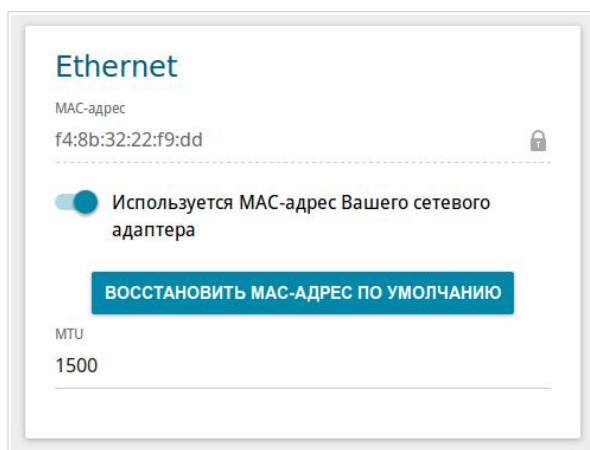 Ethernet
MAC-адрес
f4:8b:32:22:f9:dd
Используется MAC-адрес Вашего сетевого
адаптера
ВОССТАНОВИТЬ MAC-АДРЕС ПО УМОЛЧАНИЮ
MTU
1500